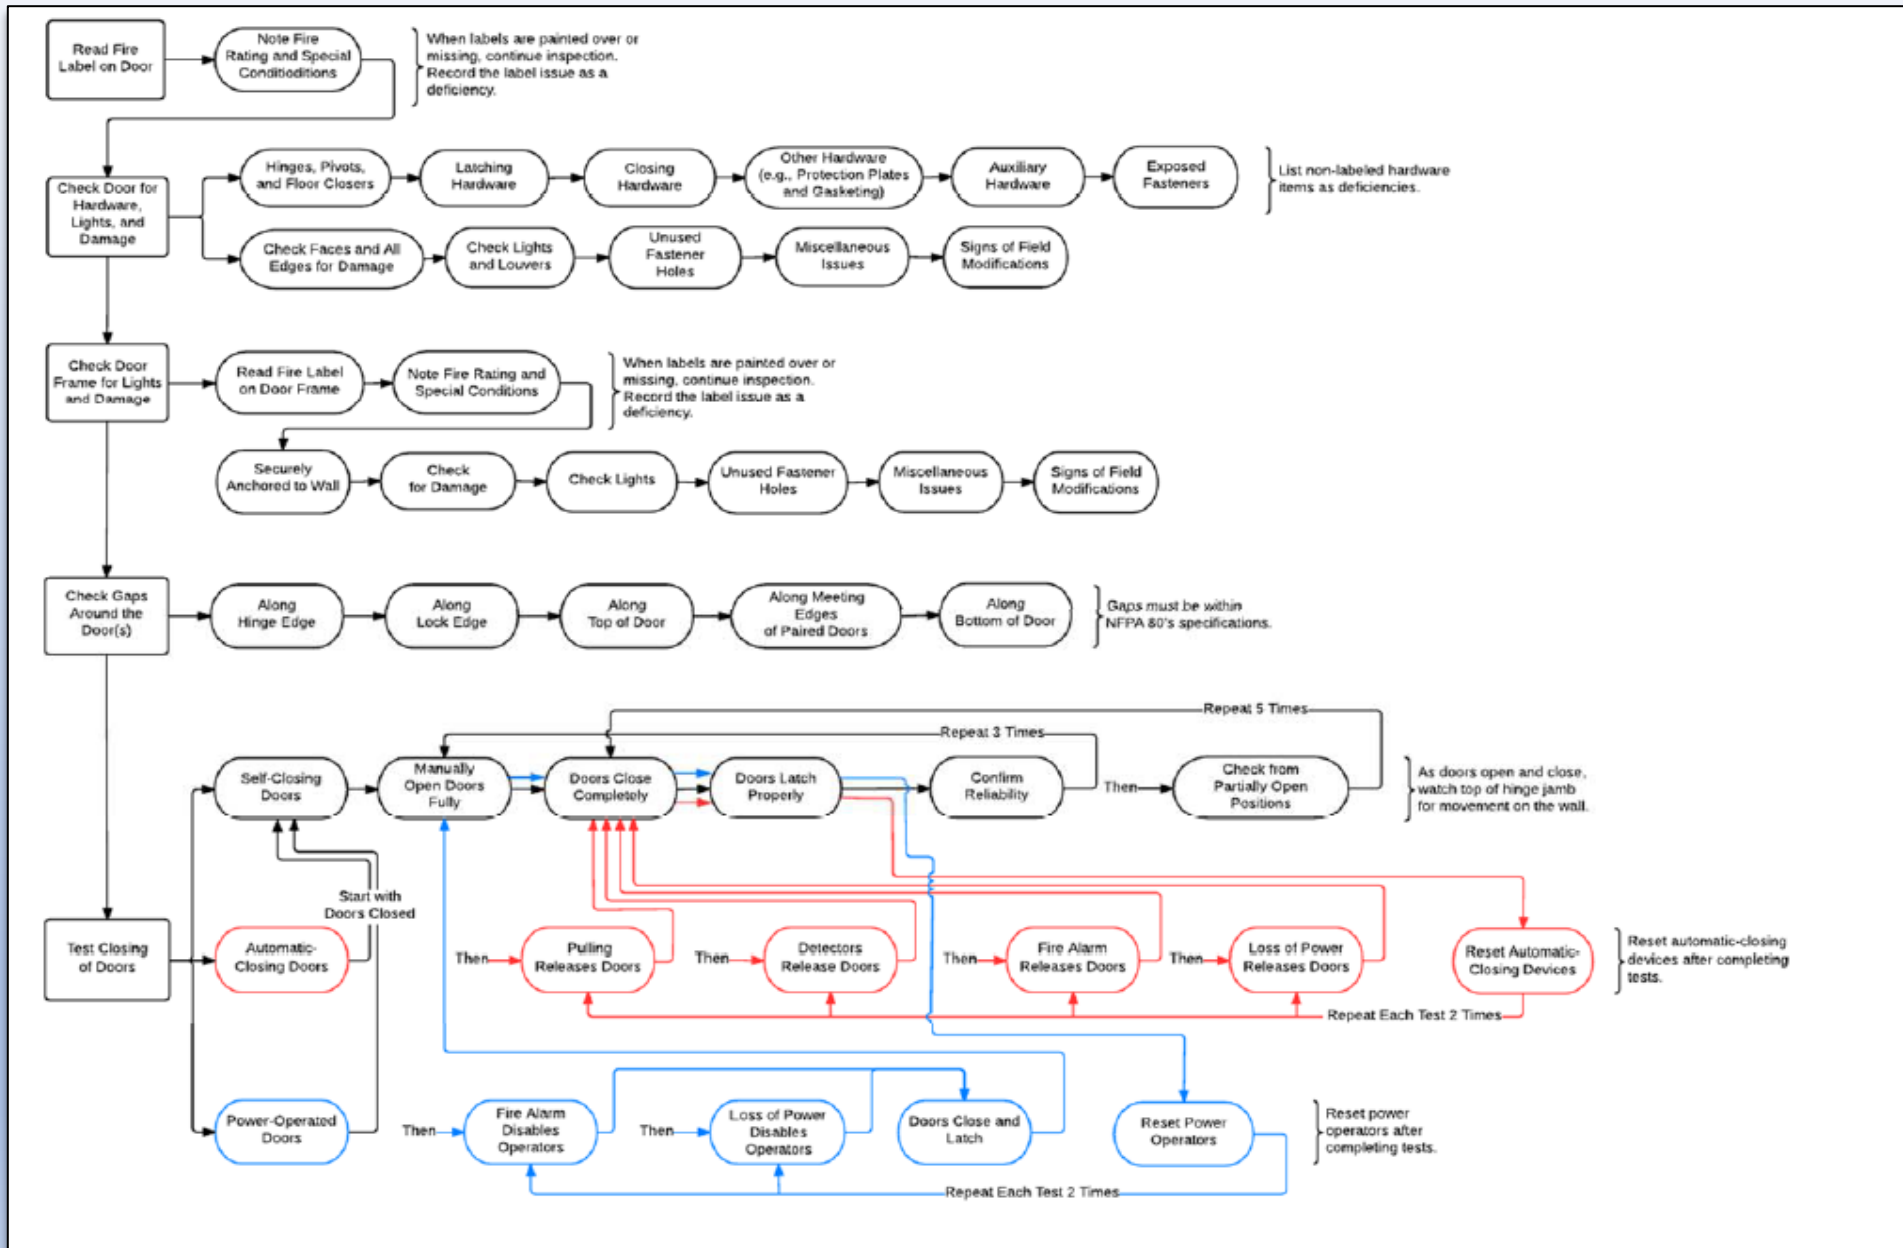 Read Fire
Label on Door
Note Fire
Rating and Special
Conditioditions
When labels are painted over or
missing, continue inspection.
Record the label issue as a
deficiency.
Check Door for
Hardware,
Lights, and
Damage
Hinges, Pivots,
and Floor Closers
Latching
Hardware
Closing
Hardware
Other Hardware
(e.g., Protection Plates
and Gasketing)
Auxiliary
Hardware
Exposed
Fasteners
List non-labeled hardware
items as deficiencies.
Check Faces and All
Edges for Damage
Check Lights
and Louvers
Unused
Fastener
Holes
Miscellaneous
Issues
Signs of Field
Modifications
Check Door
Frame for Lights
and Damage
Read Fire Label
on Door Frame
Note Fire Rating and
Special Conditions
When labels are painted over or
missing, continue inspection.
Record the label issue as a
deficiency.
Securely
Anchored to Wall
Check
for Damage
Check Lights
Unused Fastener
Holes
Miscellaneous
Issues
Signs of Field
Modifications
Check Gaps
Around the
Door(s)
Along
Hinge Edge
Along
Lock Edge
Along
Top of Door
Along Meeting
Edges
of Paired Doors
Along
Bottom of Door
Gaps must be within
NFPA 80's specifications.
Repeat 5 Times
Repeat 3 Times
Self-Closing
Doors
Manually
Open Doors
Fully
Doors Close
Completely
Doors Latch
Properly
Confirm
Reliability
Then
Check from
Partially Open
Positions
As doors open and close,
watch top of hinge jamb
for movement on the wall.
Start with
Doors Closed
Test Closing
of Doors
Automatic-
Closing Doors
Then
Pulling
Releases Doors
Then
Detectors
Release Doors
Then
Fire Alarm
Releases Doors
Then
Loss of Power
Releases Doors
Reset Automatic-
Closing Devices
Reset automatic-closing
devices after completing
tests.
Repeat Each Test 2 Times
Power-Operated
Doors
Then
Fire Alarm
Disables
Operators
Then
Loss of Power
Disables
Operators
Doors Close and
Latch
Reset Power
Operators
Reset power
operators after
completing tests.
Repeat Each Test 2 Times